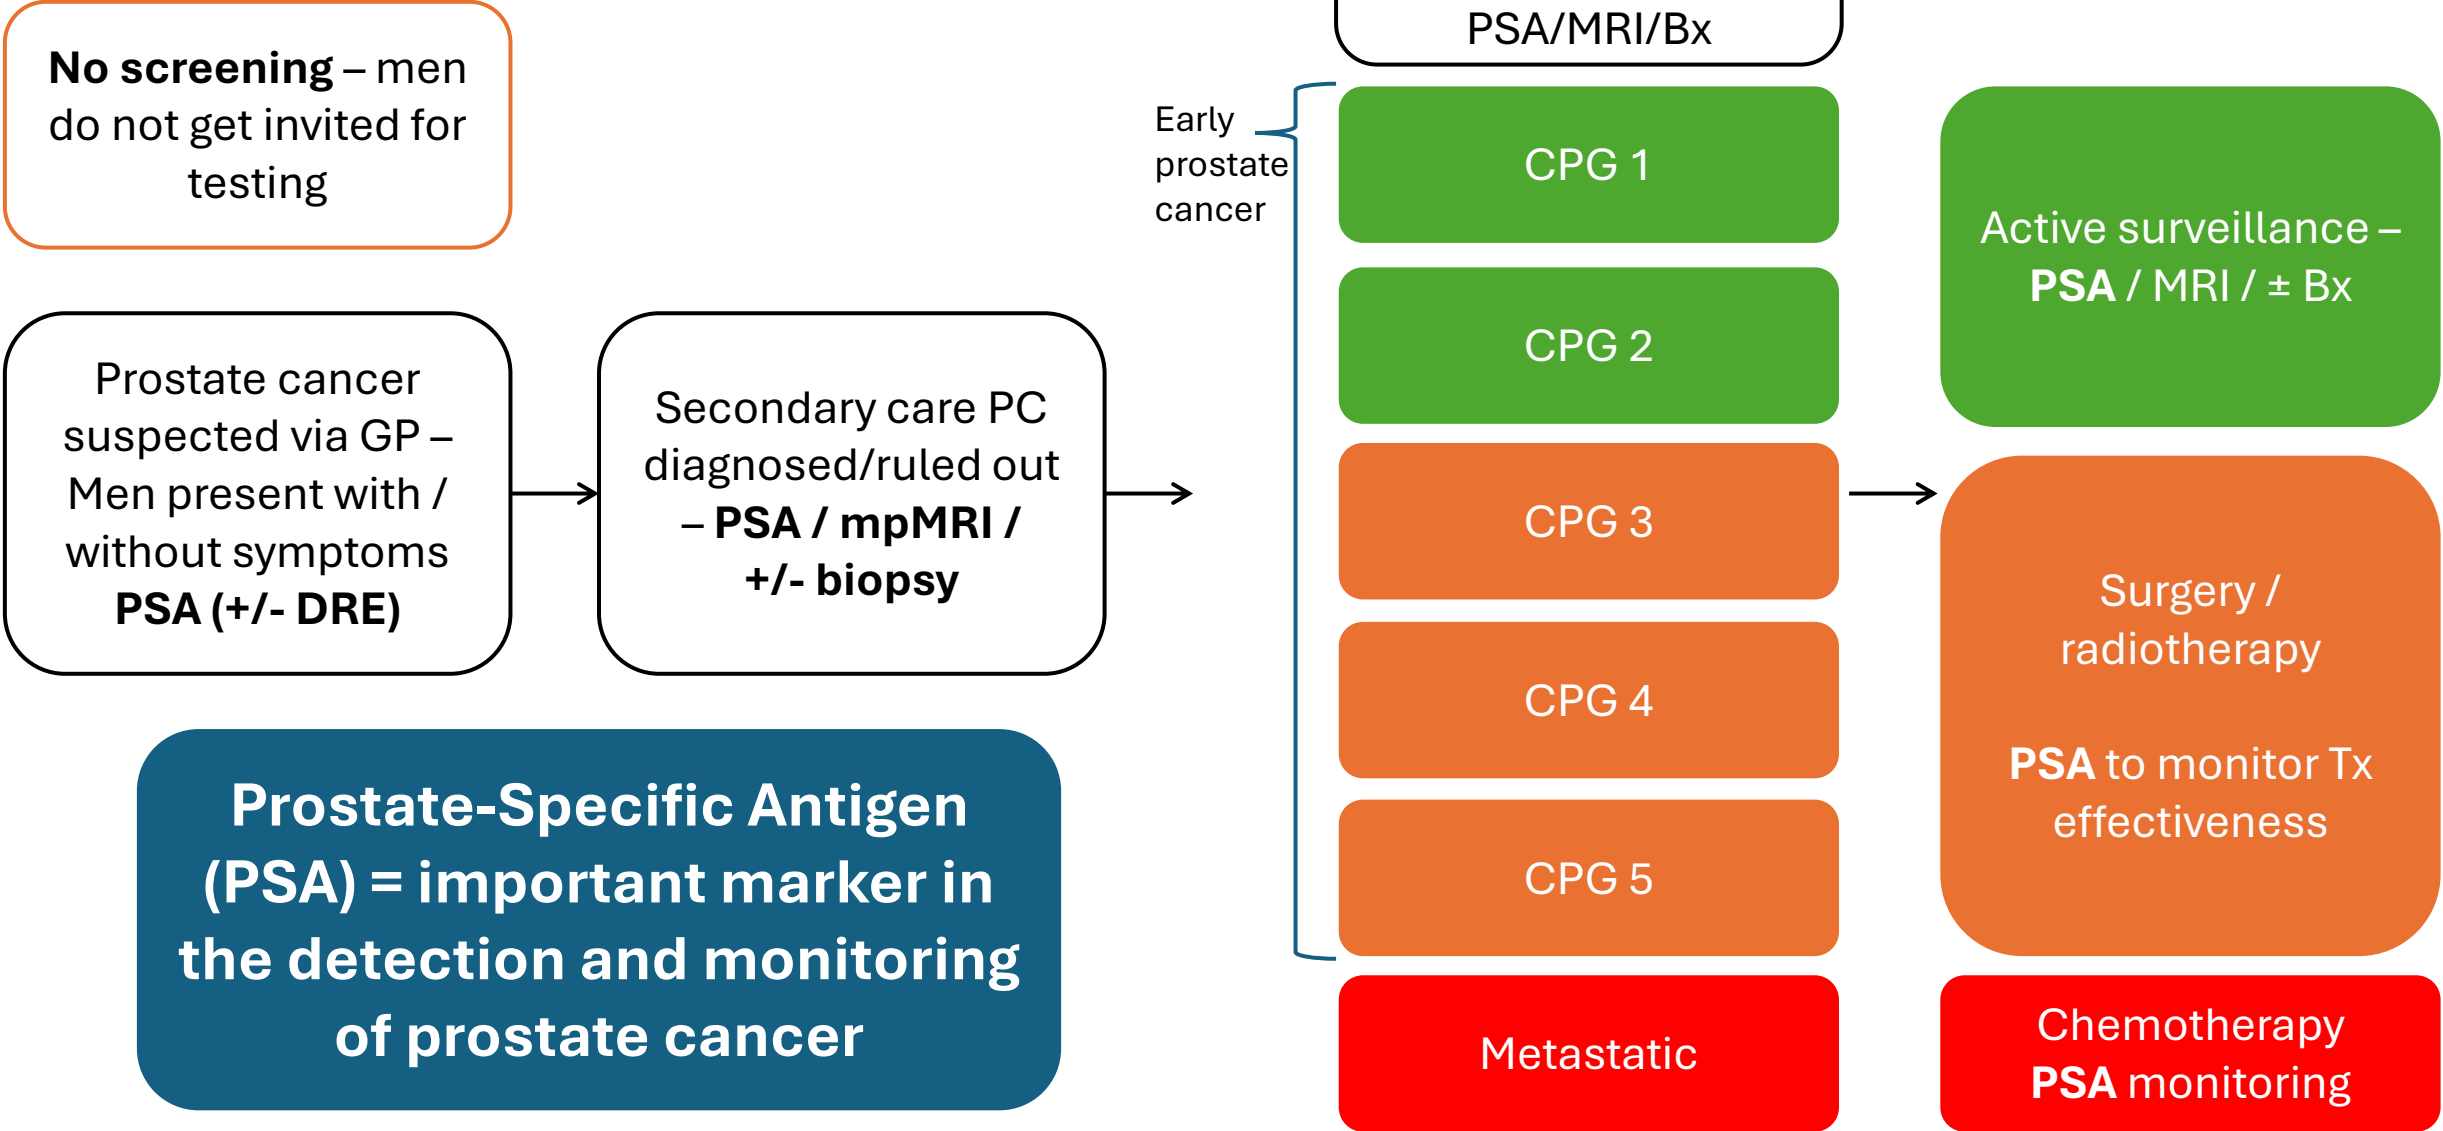 No screening – men
do not get invited for
testing
Prostate cancer
suspected via GP –
Men present with /
without symptoms
PSA (+/- DRE)
Secondary care PC
diagnosed/ruled out
– PSA / mpMRI /
+/- biopsy
Prostate-Specific Antigen
(PSA) = important marker in
the detection and monitoring
of prostate cancer
PSA/MRI/Bx
Early
prostate
cancer
CPG 1
CPG 2
CPG 3
CPG 4
CPG 5
Metastatic
Active surveillance –
PSA / MRI / ± Bx
Surgery /
radiotherapy
PSA to monitor Tx
effectiveness
Chemotherapy
PSA monitoring